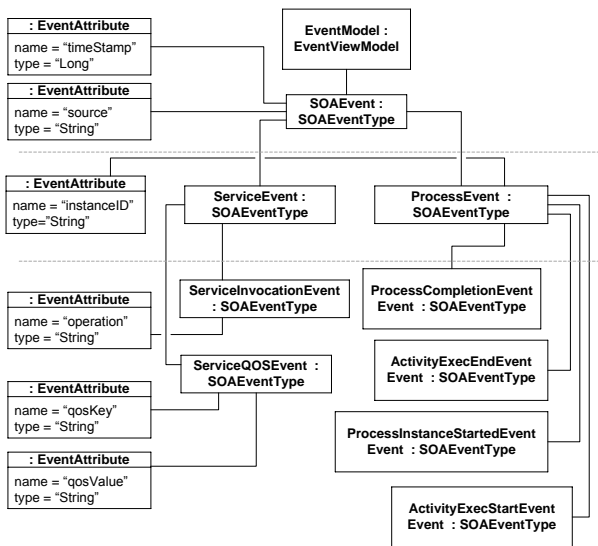 : EventAttribute
name = “timeStamp”
type = “Long”
EventModel :
EventViewModel
: EventAttribute
name = “source”
type = “String”
SOAEvent :
SOAEventType
: EventAttribute
name = “instanceID”
type=”String”
ServiceEvent :
SOAEventType
ProcessEvent :
SOAEventType
: EventAttribute
name = “operation”
type = “String”
ServiceInvocationEvent
: SOAEventType
ProcessCompletionEvent
Event : SOAEventType
ServiceQOSEvent :
SOAEventType
ActivityExecEndEvent
Event : SOAEventType
: EventAttribute
name = “qosKey”
type = “String”
ProcessInstanceStartedEvent
Event : SOAEventType
: EventAttribute
name = “qosValue”
type = “String”
ActivityExecStartEvent
Event : SOAEventType